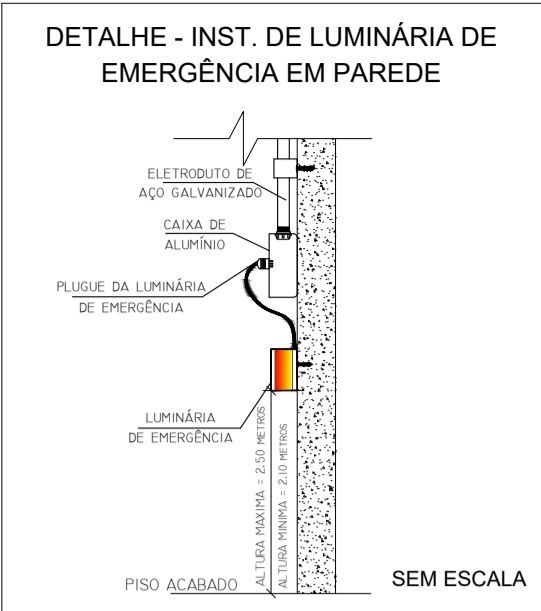 DETALHE - INST. DE LUMINÁRIA DE
EMERGÊNCIA EM PAREDE
ELETRODUTO DE
AÇO GALVANIZADO
CAIXA DE
ALUMÍNIO
PLUGUE DA LUMINÁRIA
DE EMERGÊNCIA
LUMINÁRIA
DE EMERGÊNCIA
ALTURA MAXIMA = 2.50 METROS
ALTURA MINIMA = 2.10 METROS
PISO ACABADO
SEM ESCALA